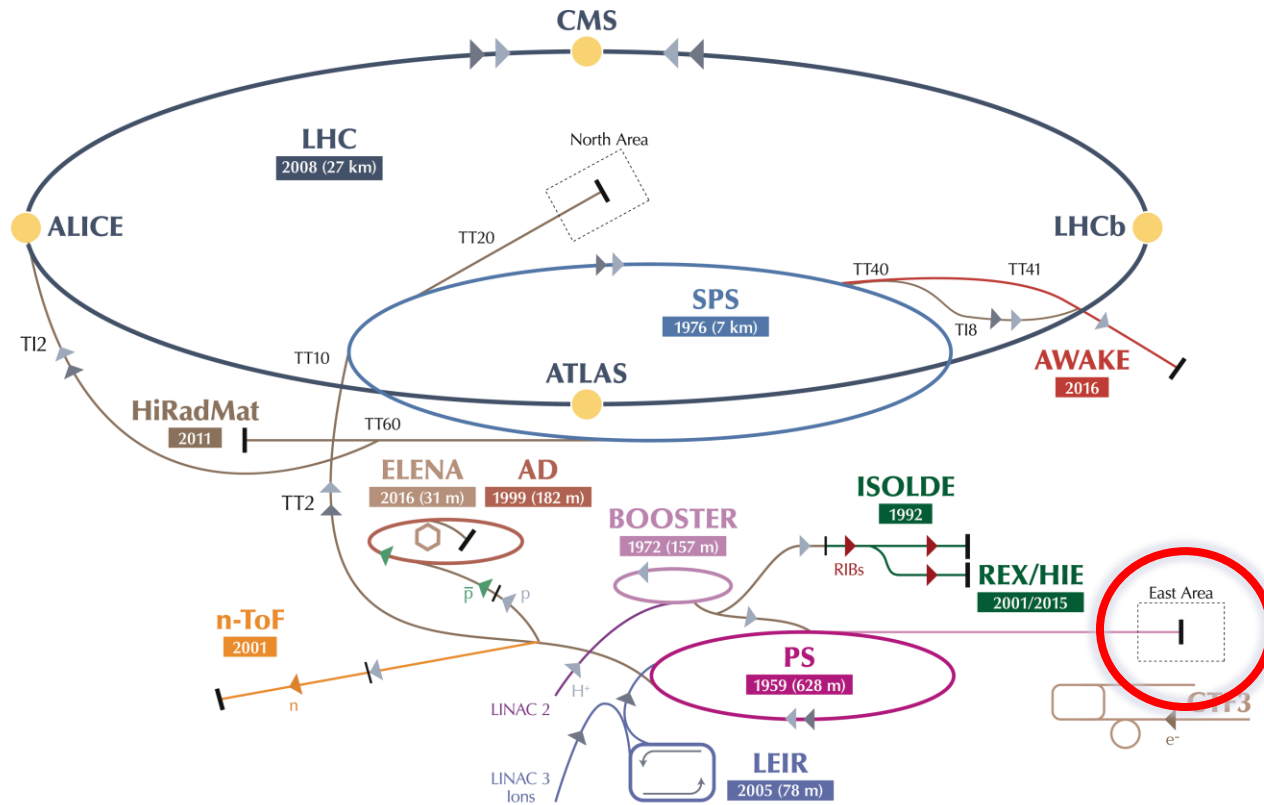 CMS
LHC
2008 (27 km)
North Area
ALICE
LHCb
TT20
TT40
TT41
SPS
1976 (7 km)
TI8
TI2
TT10
ATLAS
AWAKE
2016
HiRadMat
2011
TT60
ELENA
2016 (31 m)
AD
1999 (182 m)
TT2
BOOSTER
1972 (157 m)
ISOLDE
1992
RIBs
REX/HIE
2001/2015
East Area
p̅
p
n-ToF
2001
n
PS
1959 (628 m)
H⁺
LINAC 2
CTF3
e⁻
LINAC 3
Ions
LEIR
2005 (78 m)